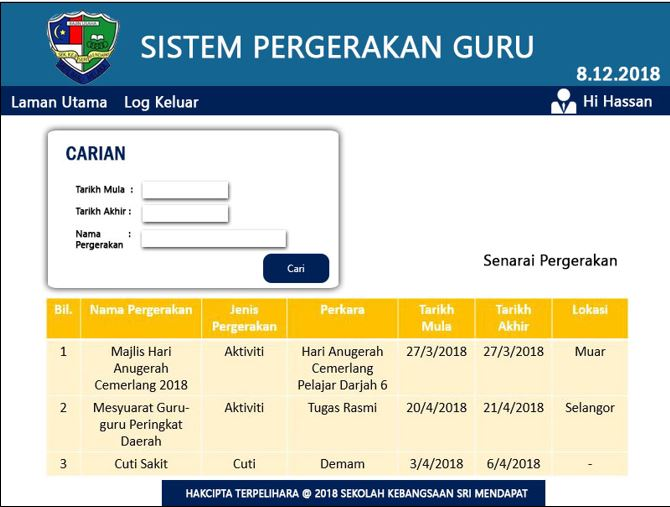 SISTEM PERGERAKAN GURU
8.12.2018
Laman Utama Log Keluar Hi Hassan
CARIAN
Tarikh Mula :
Tarikh Akhir :
Nama :
Pergerakan
Cari
Senarai Pergerakan
Bil. Nama Pergerakan Jenis Perkara Tarikh Tarikh Lokasi
Pergerakan Mula Akhir
1 Majlis Hari Aktiviti Hari Anugerah 27/3/2018 27/3/2018 Muar
Anugerah Cemerlang
Cemerlang 2018 Pelajar Darjah 6
2 Mesyuarat Guru- Aktiviti Tugas Rasmi 20/4/2018 21/4/2018 Selangor
guru Peringkat
Daerah
3 Cuti Sakit Cuti Demam 3/4/2018 6/4/2018 -
HAKCIPTA TERPELIHARA @ 2018 SEKOLAH KEBANGSAAN SRI MENDAPAT